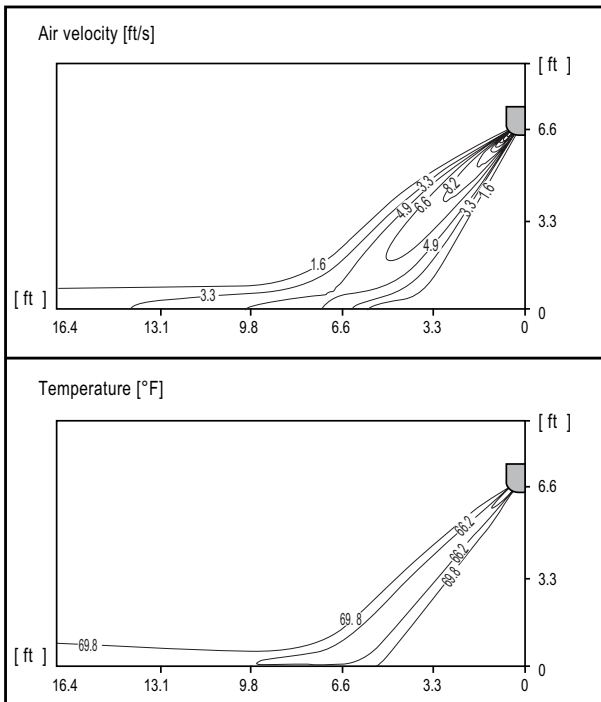 Air velocity [ft/s]
[ ft ]
6.6
3.3
8.2
6.6
4.9
1.6
3.3
3.3
4.9
1.6
3.3
[ ft ]
0
16.4 13.1 9.8 6.6 3.3 0
Temperature [°F]
[ ft ]
6.6
66.2
66.2
3.3
69.8
69. 8
69.8
[ ft ]
0
16.4 13.1 9.8 6.6 3.3 0